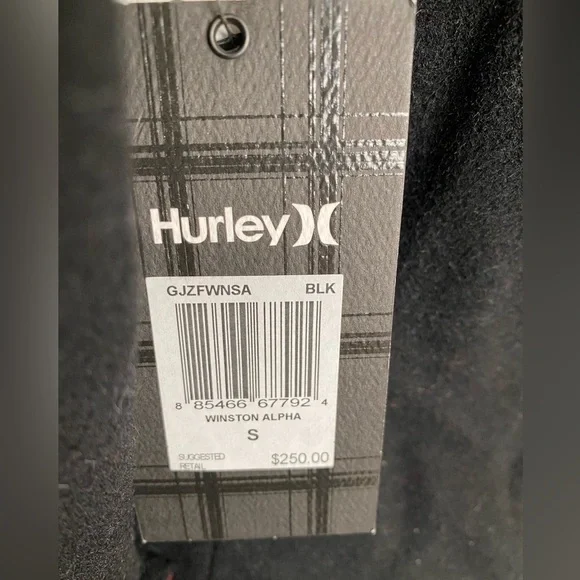 Hurley
GJZFWNSA BLK
8 85466 67792 4
WINSTON ALPHA
S
SUGGESTED
RETAIL $250.00